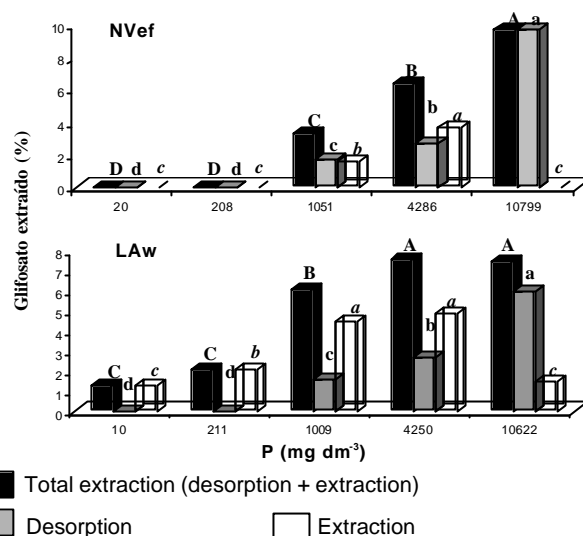 NVef
10
8
6
4
2
0
D d c
D d c
C c b
B b a
A a c
20 208 1051 4286 10799
Glifosato extraído (%)
LAw
8
7
6
5
4
3
2
1
0
C d c
C d b
B c a
A b a
A a c
10 211 1009 4250 10622
P (mg dm-3)
Total extraction (desorption + extraction)
Desorption Extraction